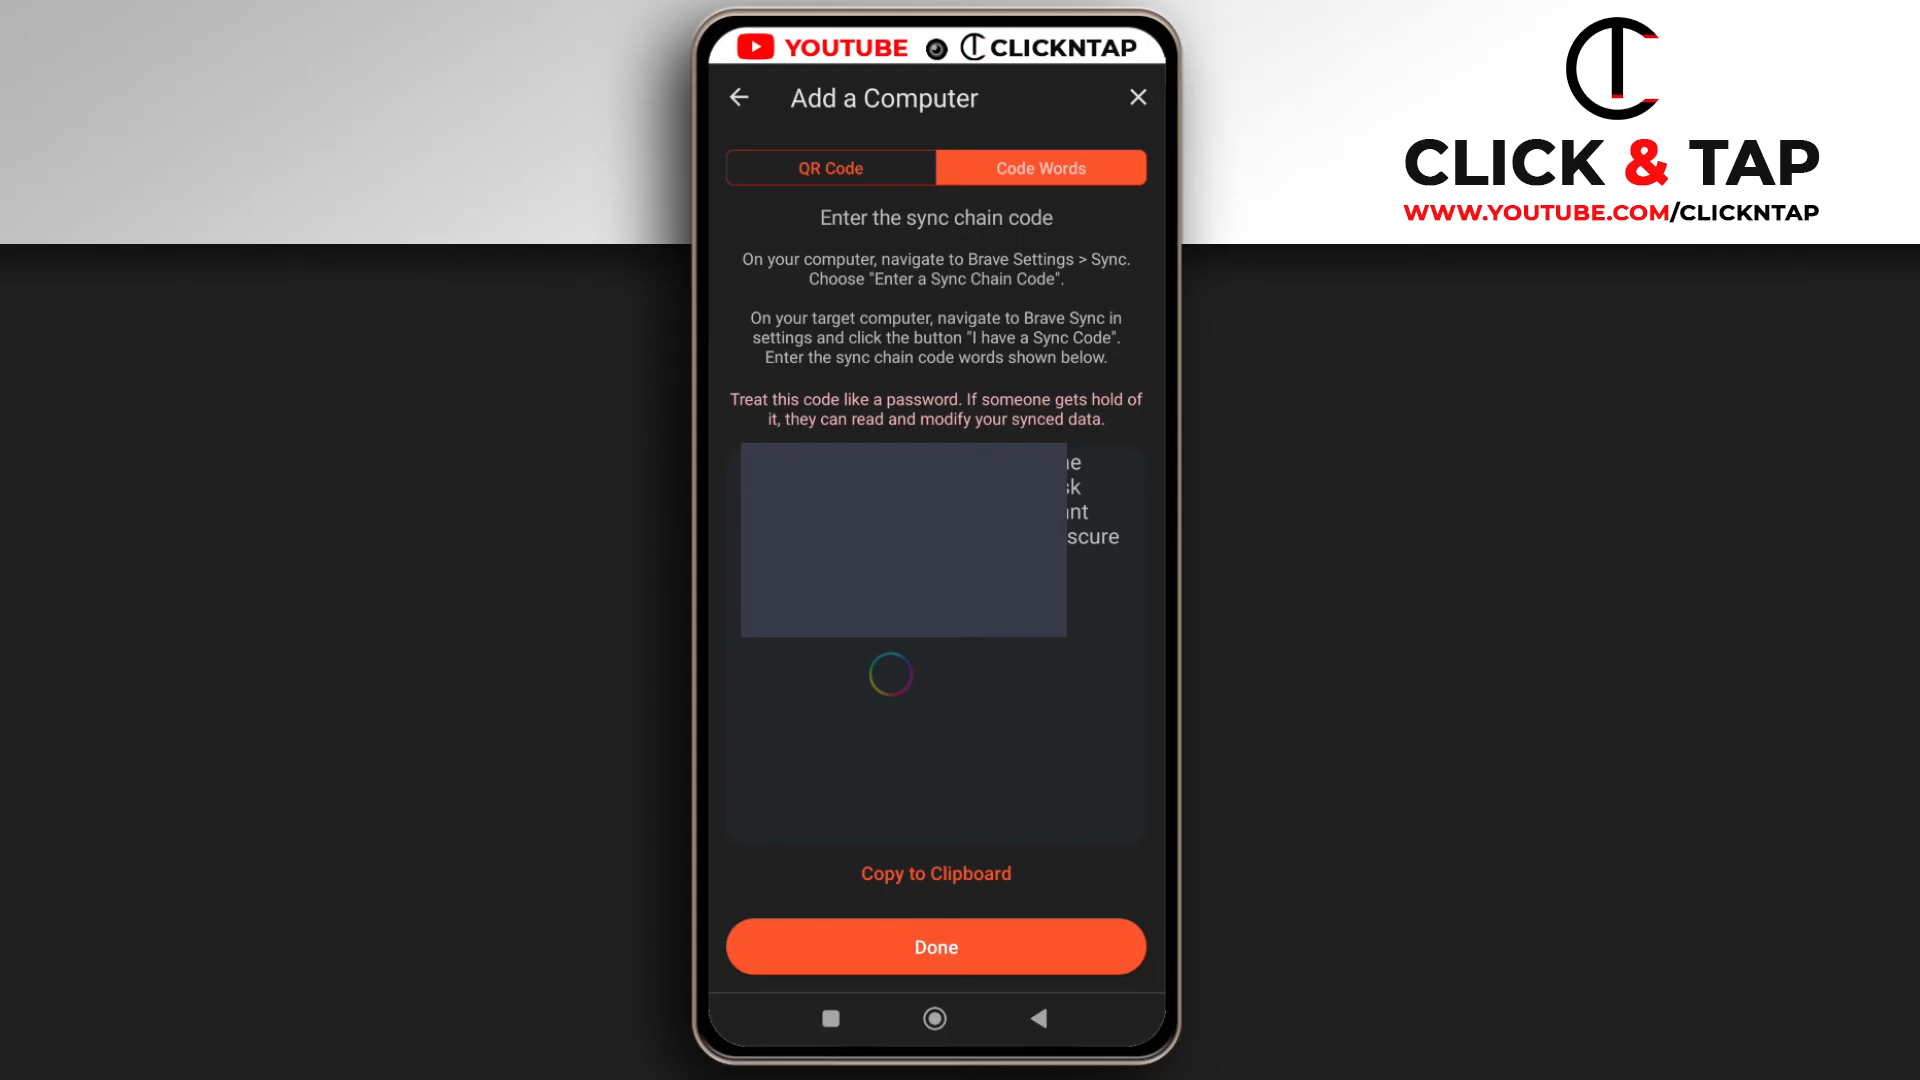 YOUTUBE CLICKNTAP
Add a Computer
QR Code
Code Words
Enter the sync chain code
On your computer, navigate to Brave Settings > Sync.
Choose "Enter a Sync Chain Code".
On your target computer, navigate to Brave Sync in
settings and click the button "I have a Sync Code".
Enter the sync chain code words shown below.
Treat this code like a password. If someone gets hold of
it, they can read and modify your synced data.
scure
Copy to Clipboard
Done
CLICK & TAP
WWW.YOUTUBE.COM/CLICKNTAP